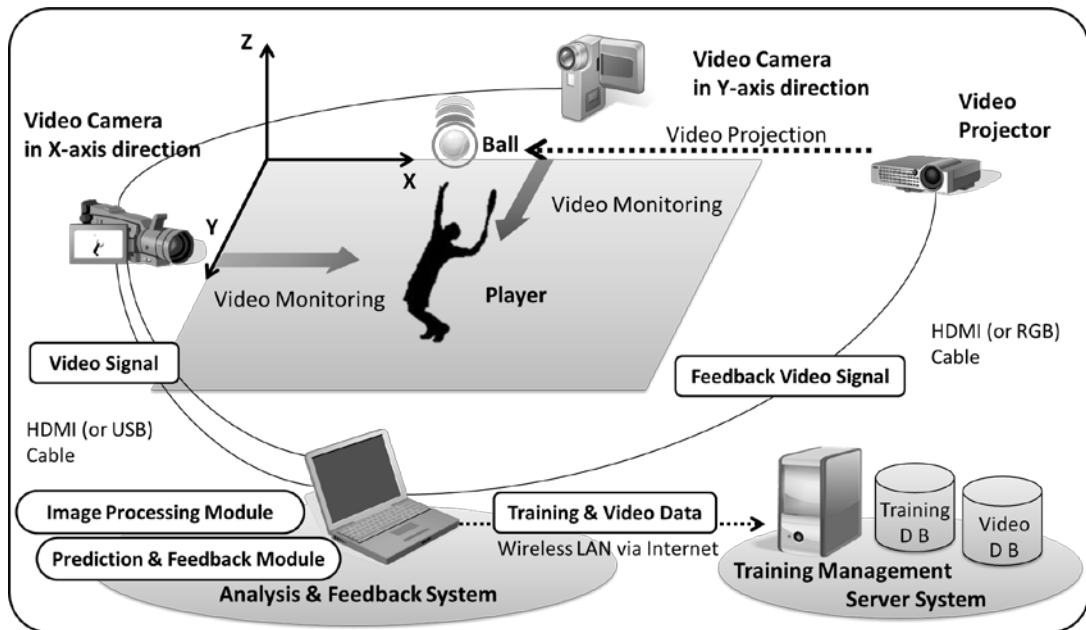 Z
Video Camera
in Y-axis direction
Video
Projector
Video Camera
in X-axis direction
Ball
Video Projection
X
Y
Video Monitoring
Video Monitoring
Player
HDMI (or RGB)
Cable
Video Signal
Feedback Video Signal
HDMI (or USB)
Cable
Image Processing Module
Prediction & Feedback Module
Analysis & Feedback System
Training & Video Data
Wireless LAN via Internet
Training
D B
Video
D B
Training Management
Server System